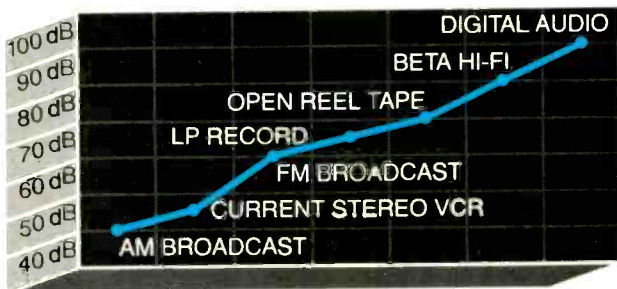 100 dB
90 dB
80 dB
70 dB
60 dB
50 dB
40 dB
DIGITAL AUDIO
BETA HI-FI
OPEN REEL TAPE
LP RECORD
FM BROADCAST
CURRENT STEREO VCR
AM BROADCAST